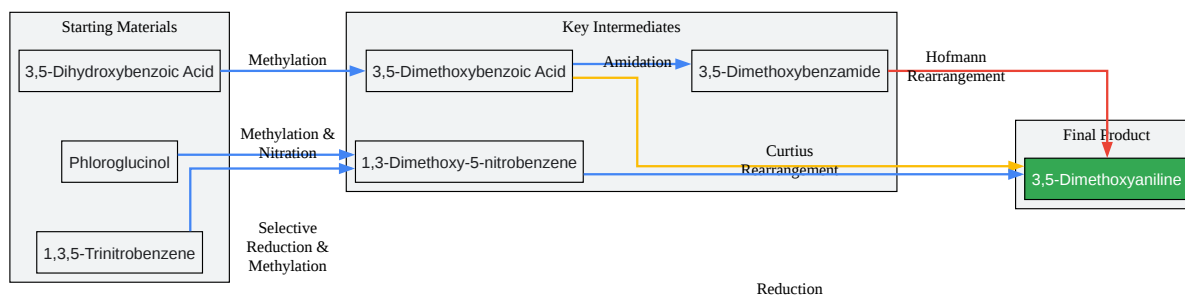 Starting Materials
Key Intermediates
3,5-Dihydroxybenzoic Acid
Methylation
3,5-Dimethoxybenzoic Acid
Amidation
3,5-Dimethoxybenzamide
Hofmann
Rearrangement
Final Product
Phloroglucinol
Methylation &
Nitration
1,3-Dimethoxy-5-nitrobenzene
Curtius
Rearrangement
3,5-Dimethoxyaniline
1,3,5-Trinitrobenzene
Selective
Reduction &
Methylation
Reduction